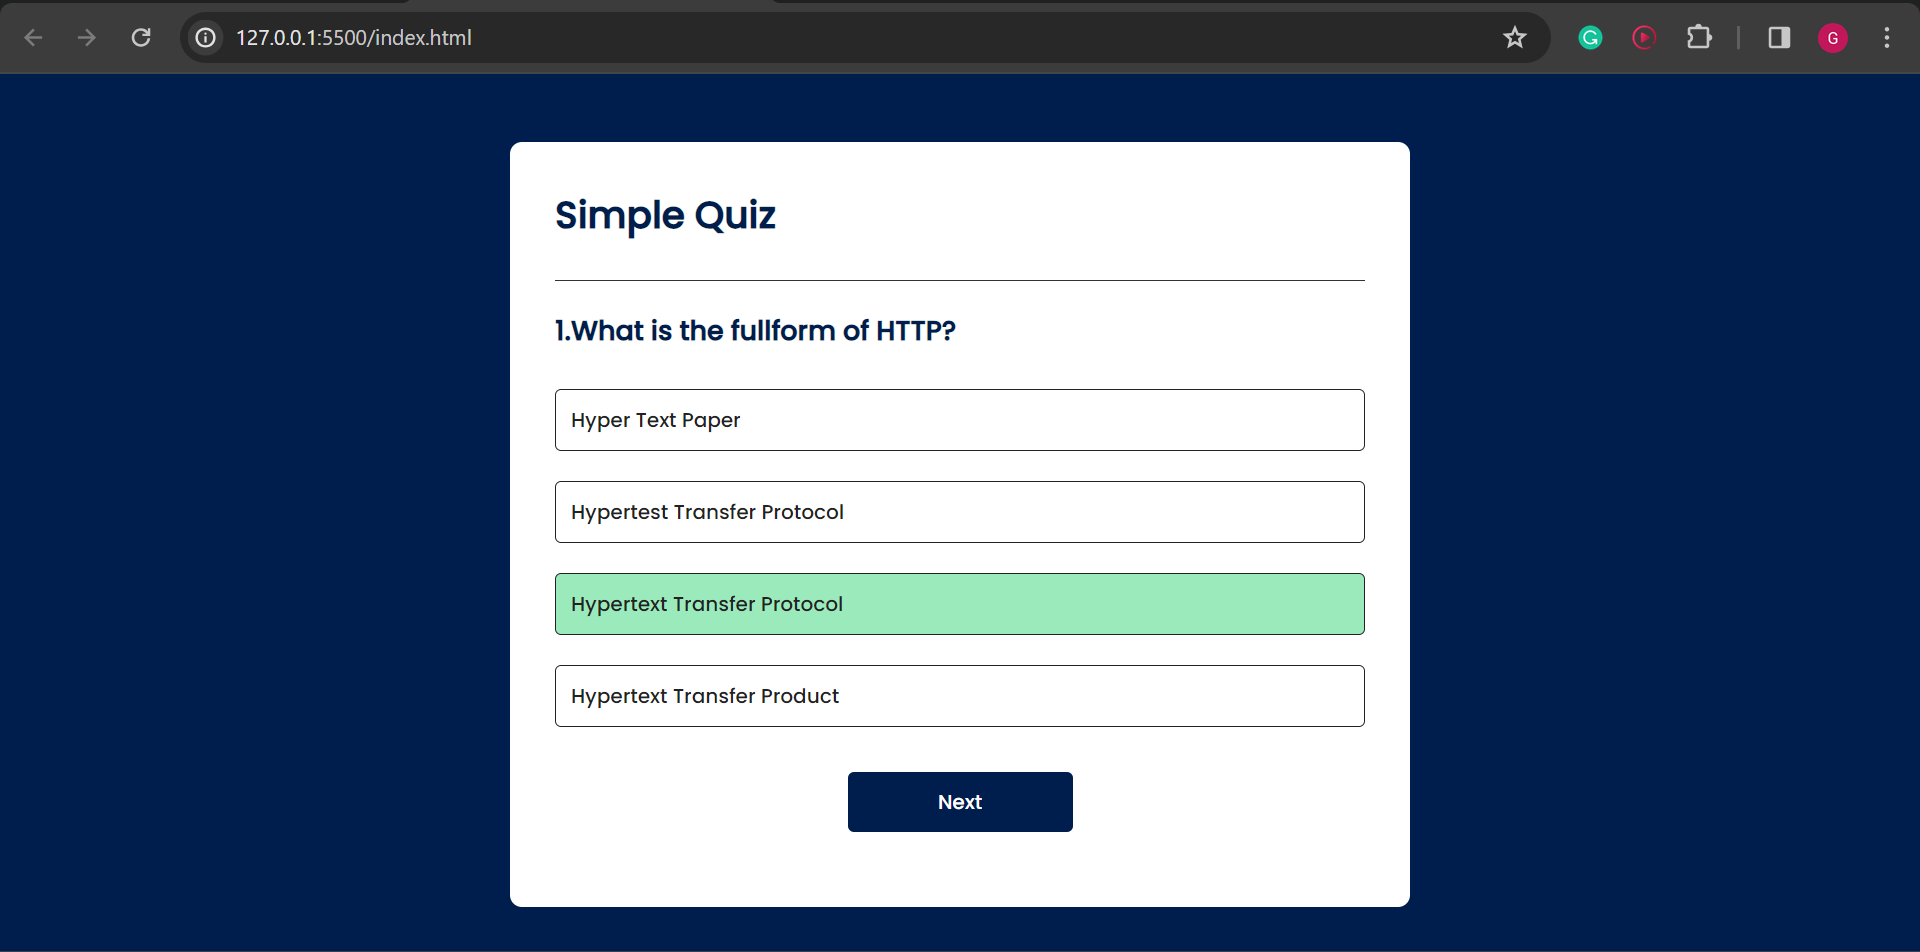 127.0.0.1:5500/index.html
G
Simple Quiz
1.What is the fullform of HTTP?
Hyper Text Paper
Hypertest Transfer Protocol
Hypertext Transfer Protocol
Hypertext Transfer Product
Next